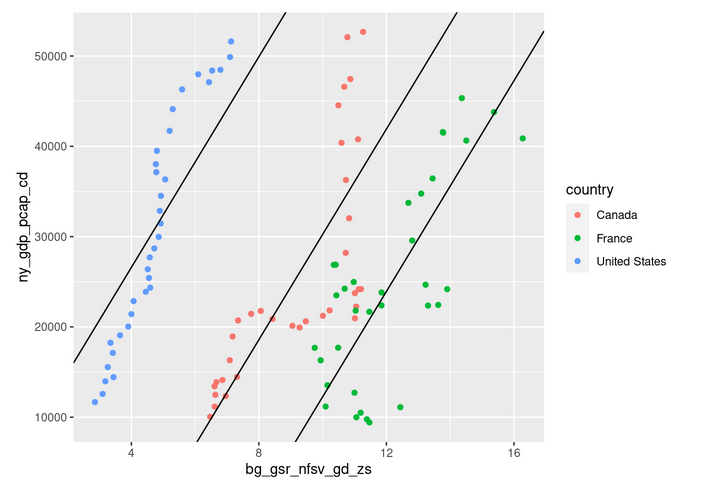 50000
40000
30000
20000
10000
ny_gdp_pcap_cd
4 8 12 16
bg_gsr_nfsv_gd_zs
country
Canada
France
United States